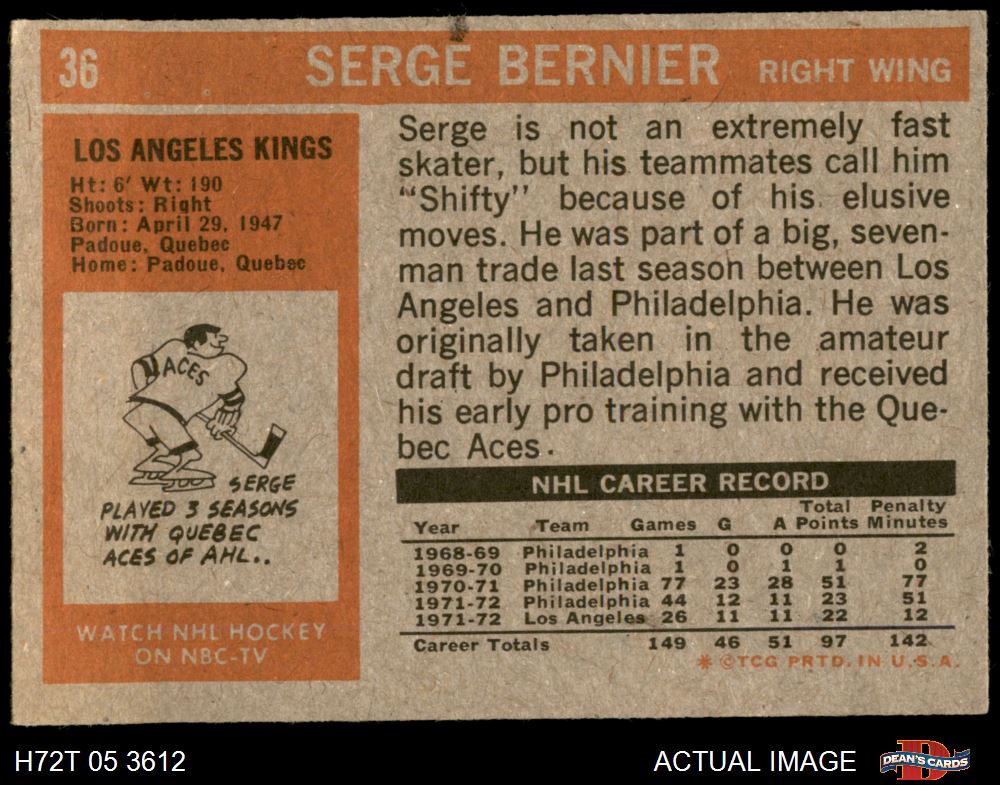 36 SERGE BERNIER RIGHT WING
LOS ANGELES KINGS
Ht: 6' Wt: 190
Shoots: Right
Born: April 29, 1947
Padoue, Quebec
Home: Padoue, Quebec
ACES
SERGE
PLAYED 3 SEASONS
WITH QUEBEC
ACES OF AHL..
WATCH NHL HOCKEY
ON NBC-TV
Serge is not an extremely fast
skater, but his teammates call him
"Shifty" because of his elusive
moves. He was part of a big, seven-
man trade last season between Los
Angeles and Philadelphia. He was
originally taken in the amateur
draft by Philadelphia and received
his early pro training with the Que-
bec Aces.
NHL CAREER RECORD
Total Penalty
Year Team Games G A Points Minutes
1968-69 Philadelphia 1 0 0 0 2
1969-70 Philadelphia 1 0 1 1 0
1970-71 Philadelphia 77 23 28 51 77
1971-72 Philadelphia 44 12 11 23 51
1971-72 Los Angeles 26 11 11 22 12
Career Totals 149 46 51 97 142
* © TCG PRTD. IN U.S.A.
H72T 05 3612
ACTUAL IMAGE
D
DEAN'S CARDS